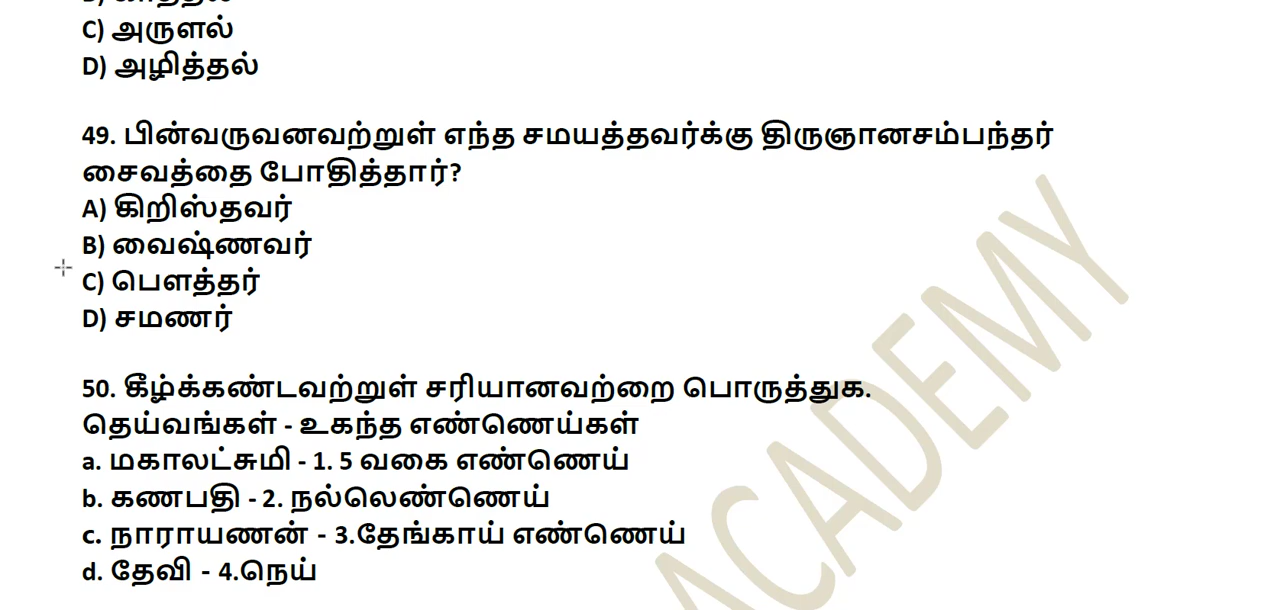 C) அருளல்
D) அழித்தல்
49. பின்வருவனவற்றுள் எந்த சமயத்தவர்க்கு திருஞானசம்பந்தர்
சைவத்தை போதித்தார்?
A) கிறிஸ்தவர்
B) வைஷ்ணவர்
C) பௌத்தர்
D) சமணர்
50. கீழ்க்கண்டவற்றுள் சரியானவற்றை பொருத்துக.
தெய்வங்கள் - உகந்த எண்ணெய்கள்
a. மகாலட்சுமி - 1. 5 வகை எண்ணெய்
b. கணபதி - 2. நல்லெண்ணெய்
c. நாராயணன் - 3.தேங்காய் எண்ணெய்
d. தேவி - 4.நெய்
ACADEMY